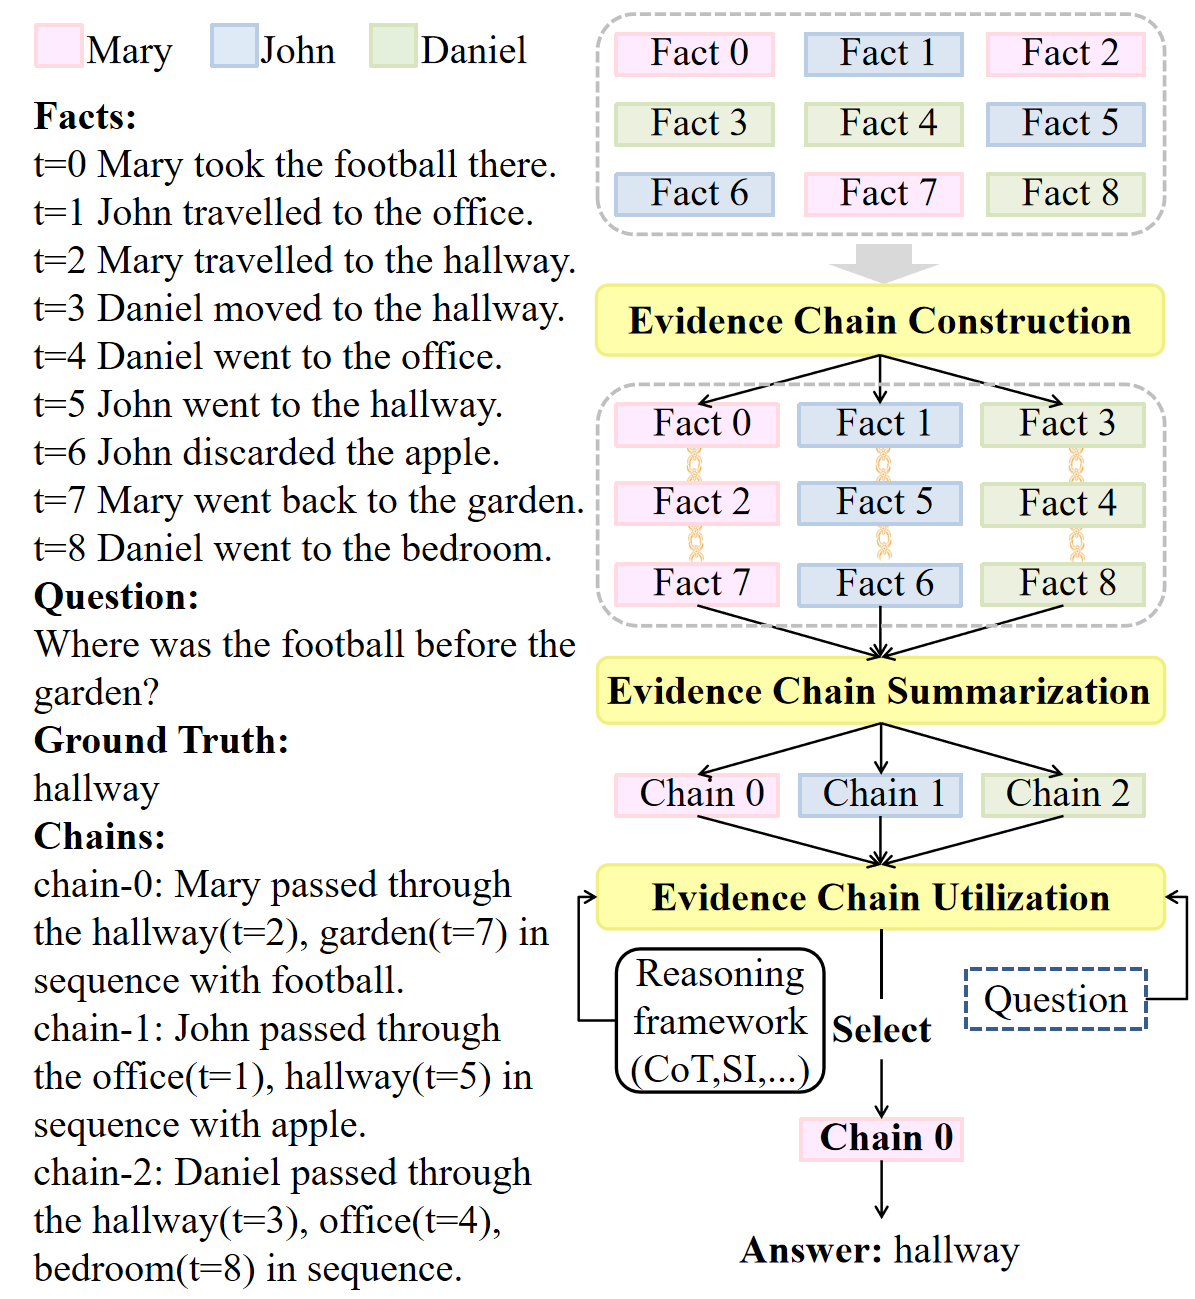 Mary John Daniel
Facts:
t=0 Mary took the football there.
t=1 John travelled to the office.
t=2 Mary travelled to the hallway.
t=3 Daniel moved to the hallway.
t=4 Daniel went to the office.
t=5 John went to the hallway.
t=6 John discarded the apple.
t=7 Mary went back to the garden.
t=8 Daniel went to the bedroom.
Question:
Where was the football before the
garden?
Ground Truth:
hallway
Chains:
chain-0: Mary passed through
the hallway(t=2), garden(t=7) in
sequence with football.
chain-1: John passed through
the office(t=1), hallway(t=5) in
sequence with apple.
chain-2: Daniel passed through
the hallway(t=3), office(t=4),
bedroom(t=8) in sequence.
Fact 0 Fact 1 Fact 2
Fact 3 Fact 4 Fact 5
Fact 6 Fact 7 Fact 8
Evidence Chain Construction
Fact 0 Fact 1 Fact 3
Fact 2 Fact 5 Fact 4
Fact 7 Fact 6 Fact 8
Evidence Chain Summarization
Chain 0 Chain 1 Chain 2
Evidence Chain Utilization
Reasoning
framework
(CoT,SI,...)
Select
Question
Chain 0
Answer: hallway